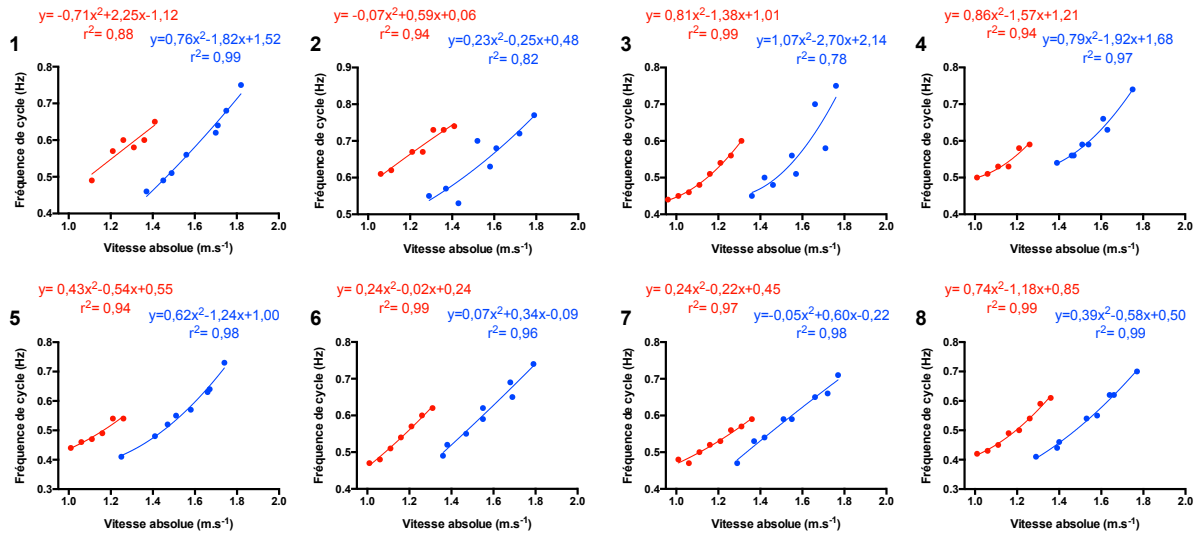 y= -0,71x²+2,25x-1,12
r²= 0,88
1
y=0,76x²-1,82x+1,52
r²= 0,99
Fréquence de cycle (Hz)
0.8
0.7
0.6
0.5
0.4
1.0 1.2 1.4 1.6 1.8 2.0
Vitesse absolue (m.s⁻¹)
y= -0,07x²+0,59x+0,06
r²= 0,94
2
y=0,23x²-0,25x+0,48
r²= 0,82
Fréquence de cycle (Hz)
0.9
0.8
0.7
0.6
0.5
1.0 1.2 1.4 1.6 1.8 2.0
Vitesse absolue (m.s⁻¹)
y= 0,81x²-1,38x+1,01
r²= 0,99
3
y=1,07x²-2,70x+2,14
r²= 0,78
Fréquence de cycle (Hz)
0.8
0.7
0.6
0.5
0.4
1.0 1.2 1.4 1.6 1.8 2.0
Vitesse absolue (m.s⁻¹)
y= 0,86x²-1,57x+1,21
r²= 0,94
4
y=0,79x²-1,92x+1,68
r²= 0,97
Fréquence de cycle (Hz)
0.8
0.7
0.6
0.5
0.4
1.0 1.2 1.4 1.6 1.8 2.0
Vitesse absolue (m.s⁻¹)
y= 0,43x²-0,54x+0,55
r²= 0,94
5
y=0,62x²-1,24x+1,00
r²= 0,98
Fréquence de cycle (Hz)
0.8
0.7
0.6
0.5
0.4
0.3
1.0 1.2 1.4 1.6 1.8 2.0
Vitesse absolue (m.s⁻¹)
y= 0,24x²-0,02x+0,24
r²= 0,99
6
y=0,07x²+0,34x-0,09
r²= 0,96
Fréquence de cycle (Hz)
0.8
0.7
0.6
0.5
0.4
1.0 1.2 1.4 1.6 1.8 2.0
Vitesse absolue (m.s⁻¹)
y= 0,24x²-0,22x+0,45
r²= 0,97
7
y=-0,05x²+0,60x-0,22
r²= 0,98
Fréquence de cycle (Hz)
0.8
0.7
0.6
0.5
0.4
1.0 1.2 1.4 1.6 1.8 2.0
Vitesse absolue (m.s⁻¹)
y= 0,74x²-1,18x+0,85
r²= 0,99
8
y=0,39x²-0,58x+0,50
r²= 0,99
Fréquence de cycle (Hz)
0.8
0.7
0.6
0.5
0.4
0.3
1.0 1.2 1.4 1.6 1.8 2.0
Vitesse absolue (m.s⁻¹)